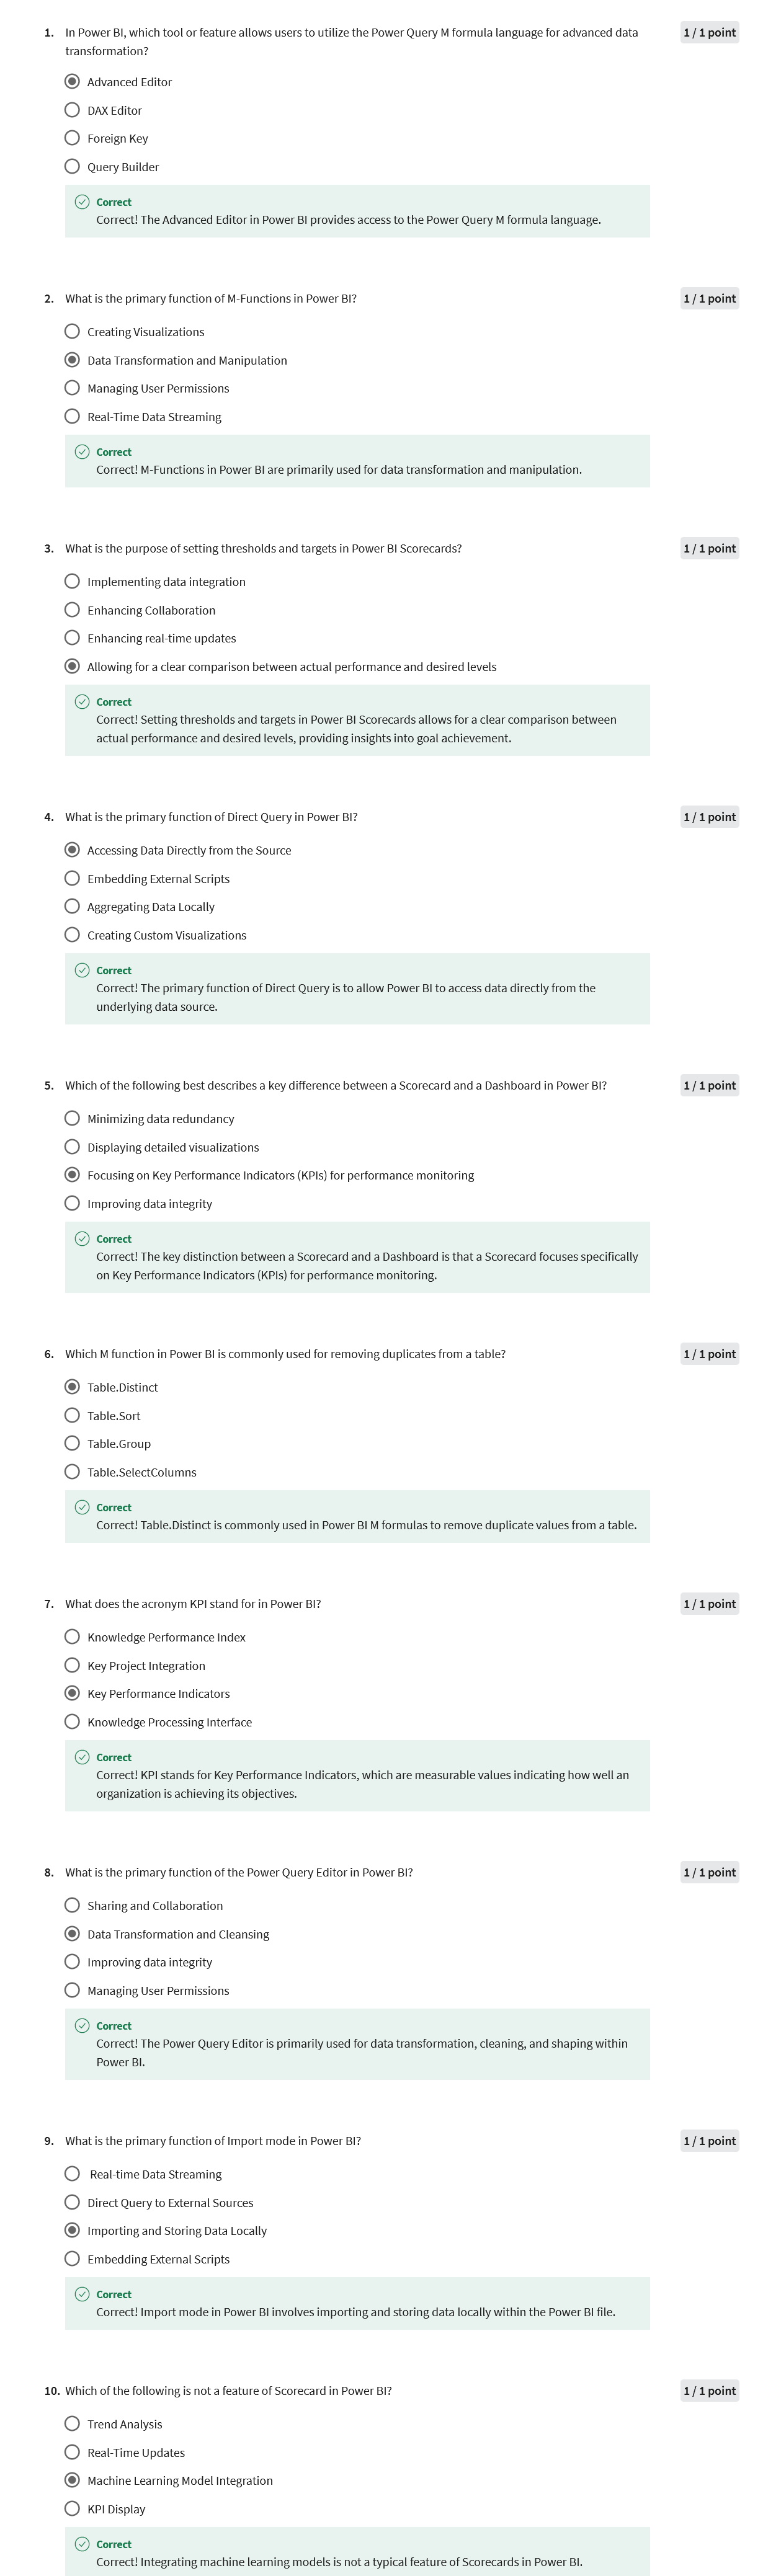 1. In Power BI, which tool or feature allows users to utilize the Power Query M formula language for advanced data 1 / 1 point
transformation?
Advanced Editor
DAX Editor
Foreign Key
Query Builder
Correct
Correct! The Advanced Editor in Power BI provides access to the Power Query M formula language.
2. What is the primary function of M-Functions in Power BI? 1 / 1 point
Creating Visualizations
Data Transformation and Manipulation
Managing User Permissions
Real-Time Data Streaming
Correct
Correct! M-Functions in Power BI are primarily used for data transformation and manipulation.
3. What is the purpose of setting thresholds and targets in Power BI Scorecards? 1 / 1 point
Implementing data integration
Enhancing Collaboration
Enhancing real-time updates
Allowing for a clear comparison between actual performance and desired levels
Correct
Correct! Setting thresholds and targets in Power BI Scorecards allows for a clear comparison between
actual performance and desired levels, providing insights into goal achievement.
4. What is the primary function of Direct Query in Power BI? 1 / 1 point
Accessing Data Directly from the Source
Embedding External Scripts
Aggregating Data Locally
Creating Custom Visualizations
Correct
Correct! The primary function of Direct Query is to allow Power BI to access data directly from the
underlying data source.
5. Which of the following best describes a key difference between a Scorecard and a Dashboard in Power BI? 1 / 1 point
Minimizing data redundancy
Displaying detailed visualizations
Focusing on Key Performance Indicators (KPIs) for performance monitoring
Improving data integrity
Correct
Correct! The key distinction between a Scorecard and a Dashboard is that a Scorecard focuses specifically
on Key Performance Indicators (KPIs) for performance monitoring.
6. Which M function in Power BI is commonly used for removing duplicates from a table? 1 / 1 point
Table.Distinct
Table.Sort
Table.Group
Table.SelectColumns
Correct
Correct! Table.Distinct is commonly used in Power BI M formulas to remove duplicate values from a table.
7. What does the acronym KPI stand for in Power BI? 1 / 1 point
Knowledge Performance Index
Key Project Integration
Key Performance Indicators
Knowledge Processing Interface
Correct
Correct! KPI stands for Key Performance Indicators, which are measurable values indicating how well an
organization is achieving its objectives.
8. What is the primary function of the Power Query Editor in Power BI? 1 / 1 point
Sharing and Collaboration
Data Transformation and Cleansing
Improving data integrity
Managing User Permissions
Correct
Correct! The Power Query Editor is primarily used for data transformation, cleaning, and shaping within
Power BI.
9. What is the primary function of Import mode in Power BI? 1 / 1 point
Real-time Data Streaming
Direct Query to External Sources
Importing and Storing Data Locally
Embedding External Scripts
Correct
Correct! Import mode in Power BI involves importing and storing data locally within the Power BI file.
10. Which of the following is not a feature of Scorecard in Power BI? 1 / 1 point
Trend Analysis
Real-Time Updates
Machine Learning Model Integration
KPI Display
Correct
Correct! Integrating machine learning models is not a typical feature of Scorecards in Power BI.